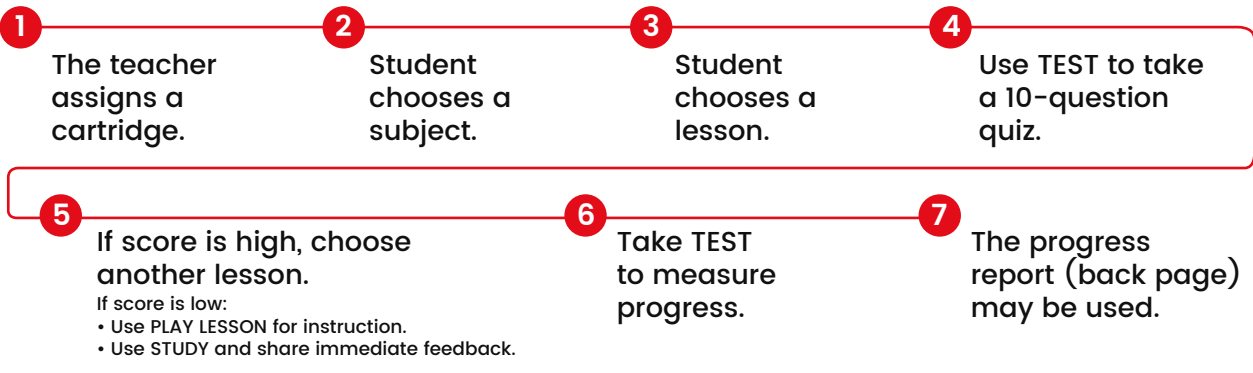 1
The teacher
assigns a
cartridge.
2
Student
chooses a
subject.
3
Student
chooses a
lesson.
4
Use TEST to take
a 10-question
quiz.
5
If score is high, choose
another lesson.
If score is low:
• Use PLAY LESSON for instruction.
• Use STUDY and share immediate feedback.
6
Take TEST
to measure
progress.
7
The progress
report (back page)
may be used.